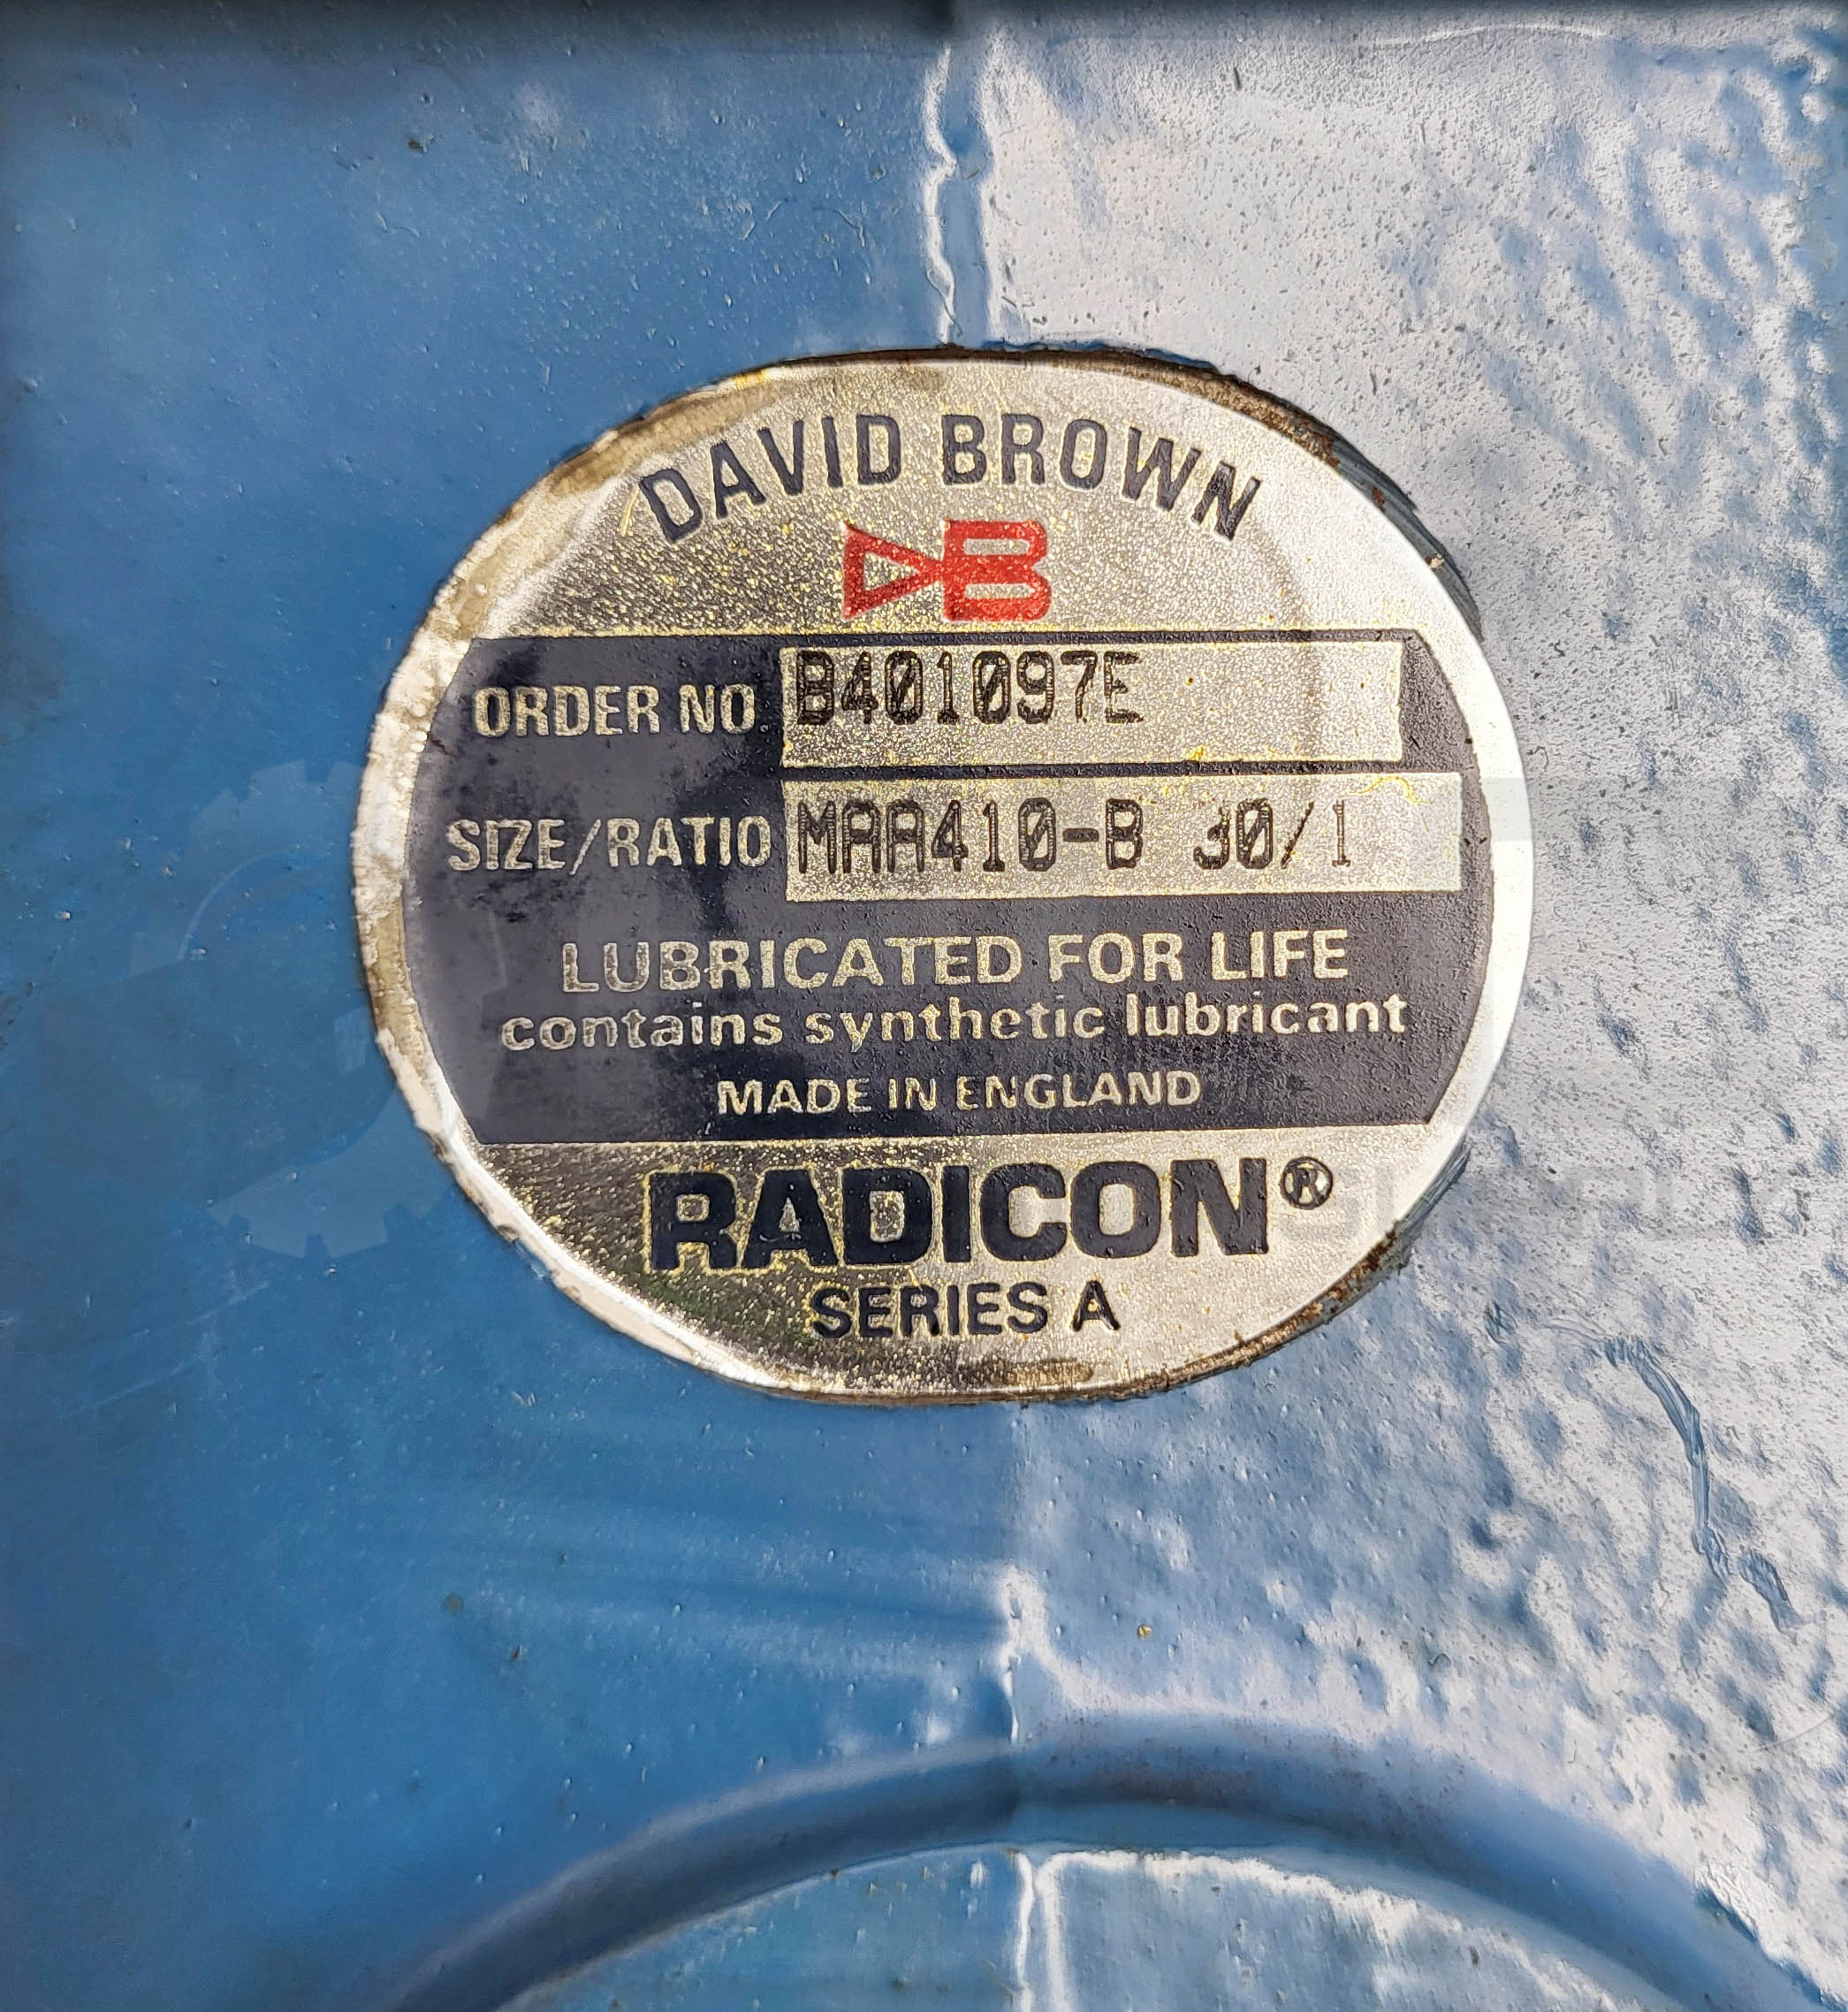 DAVID BROWN
DB
ORDER NO. B401097E
SIZE/RATIO MAA410-B 30/1
LUBRICATED FOR LIFE
contains synthetic lubricant
MADE IN ENGLAND
RADICON®
SERIES A